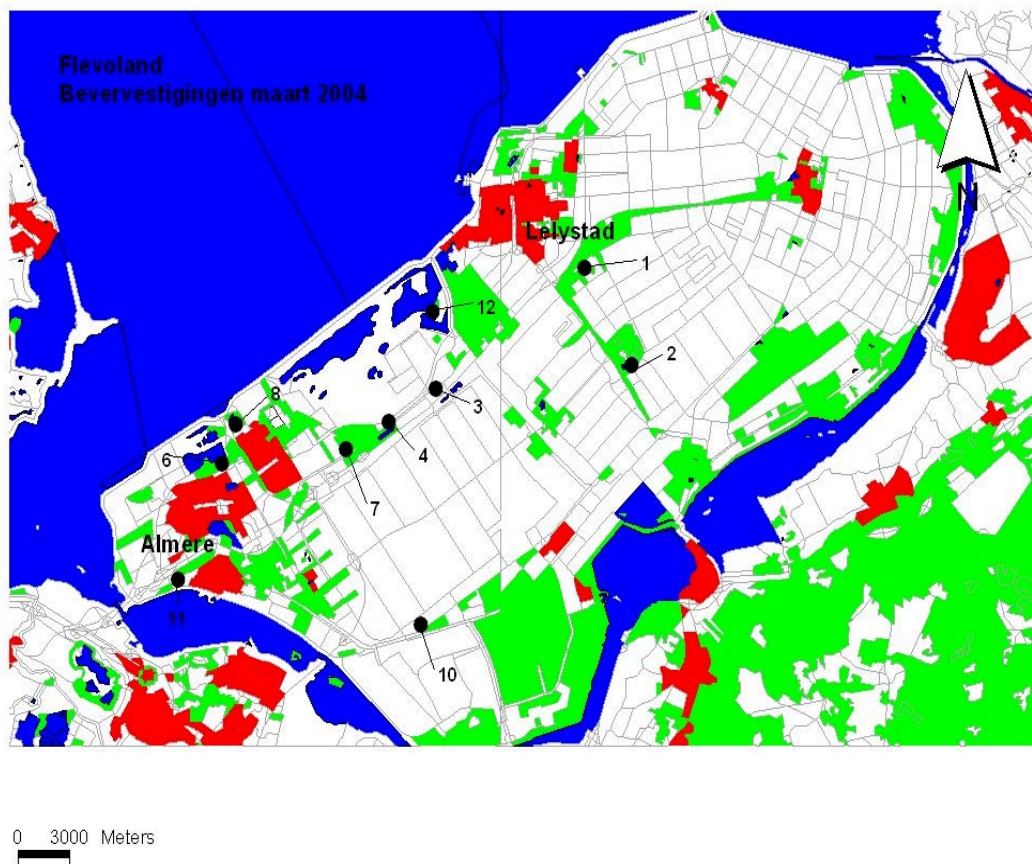 Flevoland
Bevervestigingen maart 2004
N
Lelystad
1
12
2
8
3
4
6
7
Almere
11
10
0 3000 Meters